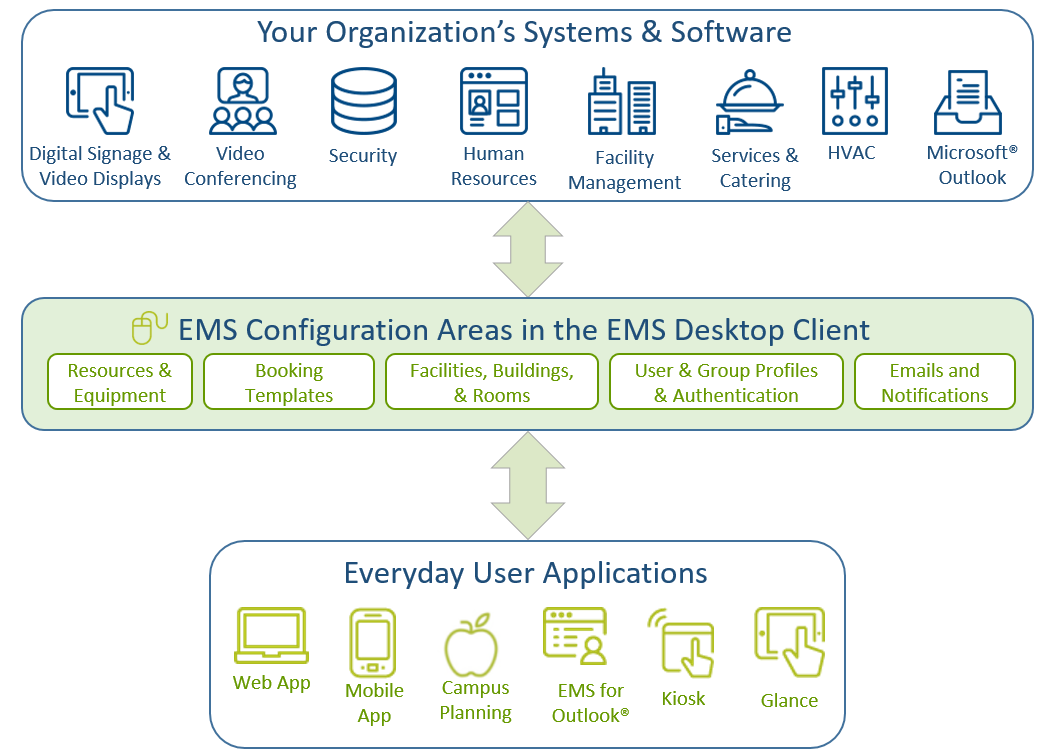 Your Organization's Systems & Software
Digital Signage &
Video Displays
Video
Conferencing
Security
Human
Resources
Facility
Management
Services &
Catering
HVAC
Microsoft®
Outlook
EMS Configuration Areas in the EMS Desktop Client
Resources &
Equipment
Booking
Templates
Facilities, Buildings,
& Rooms
User & Group Profiles
& Authentication
Emails and
Notifications
Everyday User Applications
Web App
Mobile
App
Campus
Planning
EMS for
Outlook®
Kiosk
Glance